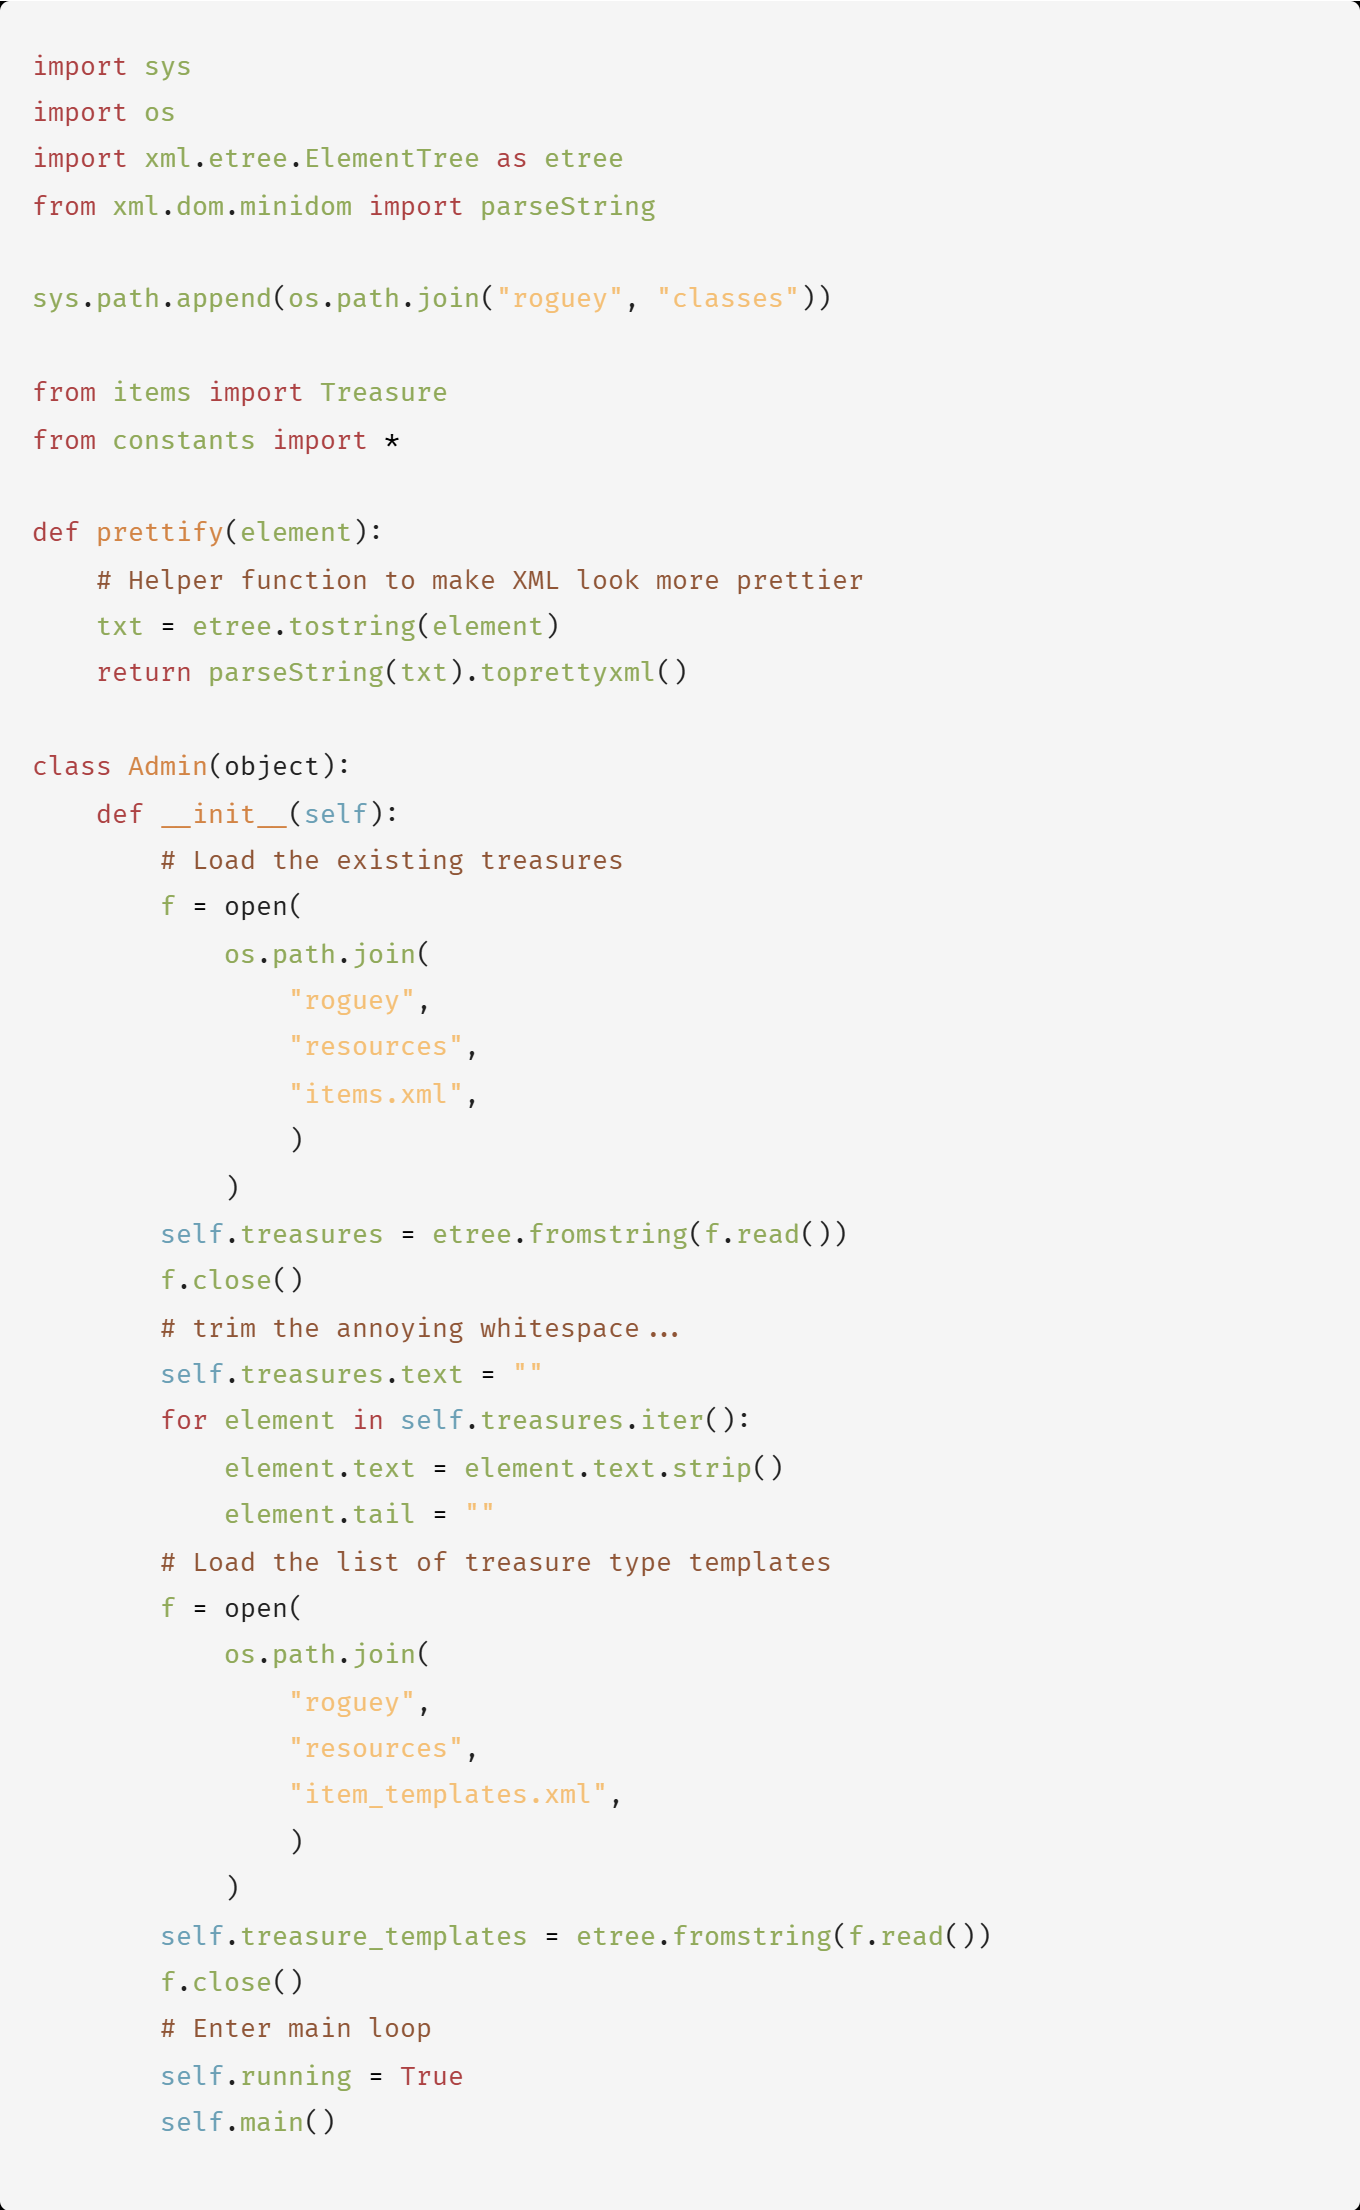 import sys
import os
import xml.etree.ElementTree as etree
from xml.dom.minidom import parseString

sys.path.append(os.path.join("roguey", "classes"))

from items import Treasure
from constants import *

def prettify(element):
    # Helper function to make XML look more prettier
    txt = etree.tostring(element)
    return parseString(txt).toprettyxml()

class Admin(object):
    def __init__(self):
        # Load the existing treasures
        f = open(
            os.path.join(
                "roguey",
                "resources",
                "items.xml",
                )
            )
        self.treasures = etree.fromstring(f.read())
        f.close()
        # trim the annoying whitespace...
        self.treasures.text = ""
        for element in self.treasures.iter():
            element.text = element.text.strip()
            element.tail = ""
        # Load the list of treasure type templates
        f = open(
            os.path.join(
                "roguey",
                "resources",
                "item_templates.xml",
                )
            )
        self.treasure_templates = etree.fromstring(f.read())
        f.close()
        # Enter main loop
        self.running = True
        self.main()